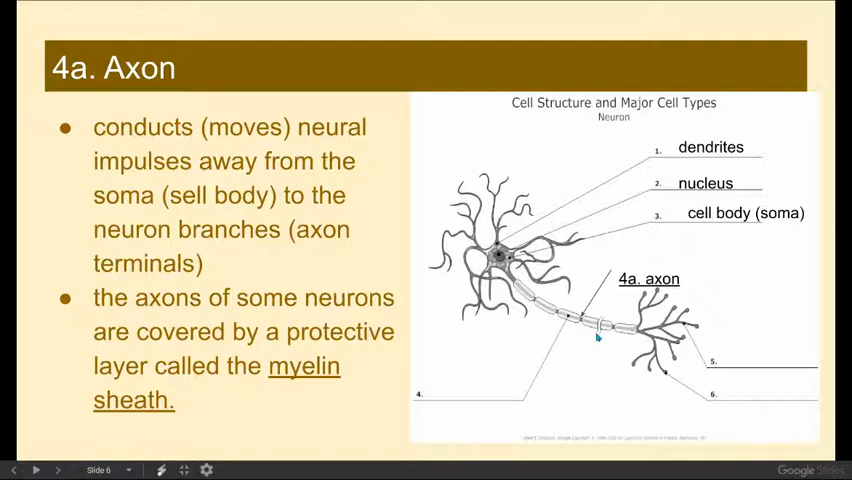 4a. Axon
● conducts (moves) neural
impulses away from the
soma (sell body) to the
neuron branches (axon
terminals)
● the axons of some neurons
are covered by a protective
layer called the myelin
sheath.
Cell Structure and Major Cell Types
Neuron
1. dendrites
2. nucleus
3. cell body (soma)
4a. axon
4.
5.
6.
Slide 6
Google Slides